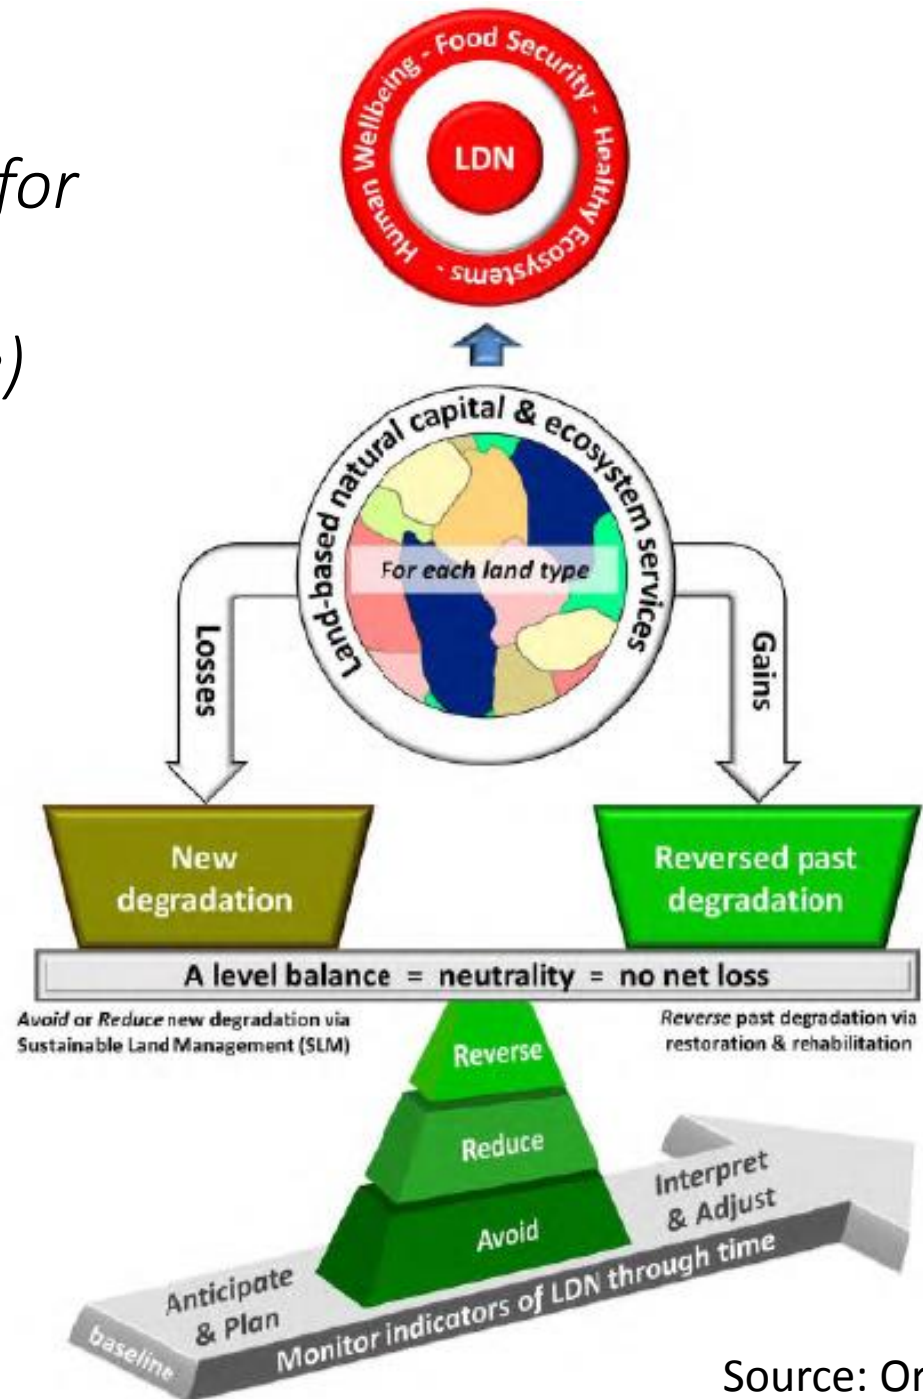 for
)
Human Wellbeing - Food Security - Healthy Ecosystems -
LDN
Land-based natural capital & ecosystem services
For each land type
Losses
Gains
New
degradation
Reversed past
degradation
A level balance = neutrality = no net loss
Avoid or Reduce new degradation via
Sustainable Land Management (SLM)
Reverse past degradation via
restoration & rehabilitation
Reverse
Reduce
Avoid
Interpret
& Adjust
Anticipate
& Plan
Monitor indicators of LDN through time
baseline
Source: Or